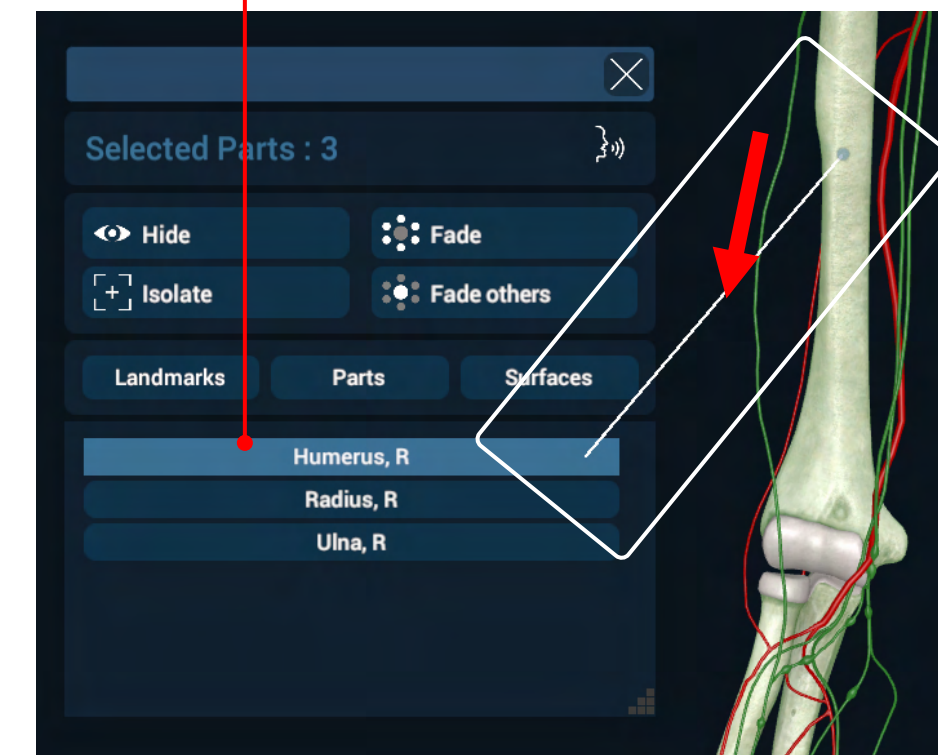 Selected Parts : 3
Hide
Fade
Isolate
Fade others
Landmarks
Parts
Surfaces
Humerus, R
Radius, R
Ulna, R